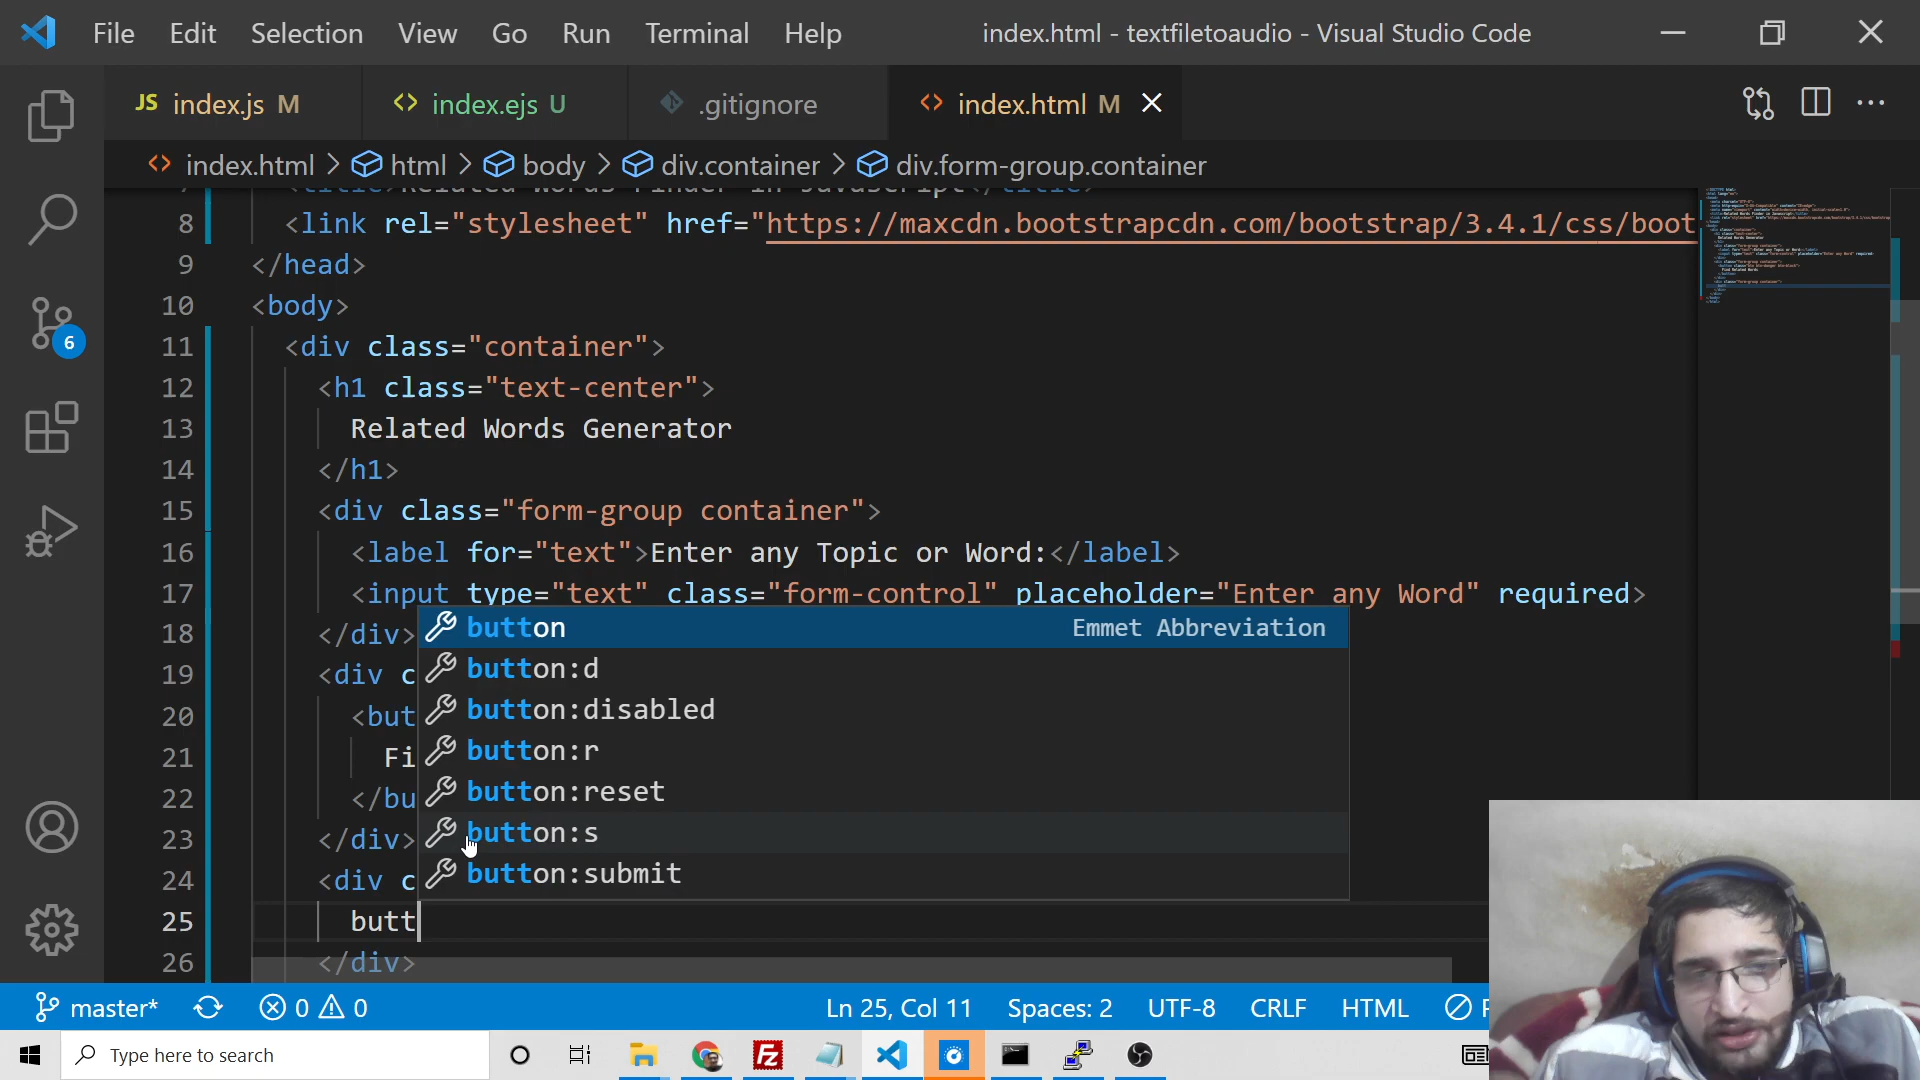 File Edit Selection View Go Run Terminal Help index.html - textfiletoaudio - Visual Studio Code
JS index.js M <> index.ejs U .gitignore <> index.html M
<> index.html > html > body > div.container > div.form-group.container
8 <link rel="stylesheet" href="https://maxcdn.bootstrapcdn.com/bootstrap/3.4.1/css/boot
9 </head>
10 <body>
11 <div class="container">
12 <h1 class="text-center">
13 Related Words Generator
14 </h1>
15 <div class="form-group container">
16 <label for="text">Enter any Topic or Word:</label>
17 <input type="text" class="form-control" placeholder="Enter any Word" required>
18 </div>
button Emmet Abbreviation
19 <div c
button:d
20 <but
button:disabled
21 Fi
button:r
22 </bu
button:reset
23 </div>
button:s
24 <div c
button:submit
25 butt
26 </div>
6
master* 0 0 Ln 25, Col 11 Spaces: 2 UTF-8 CRLF HTML
Type here to search